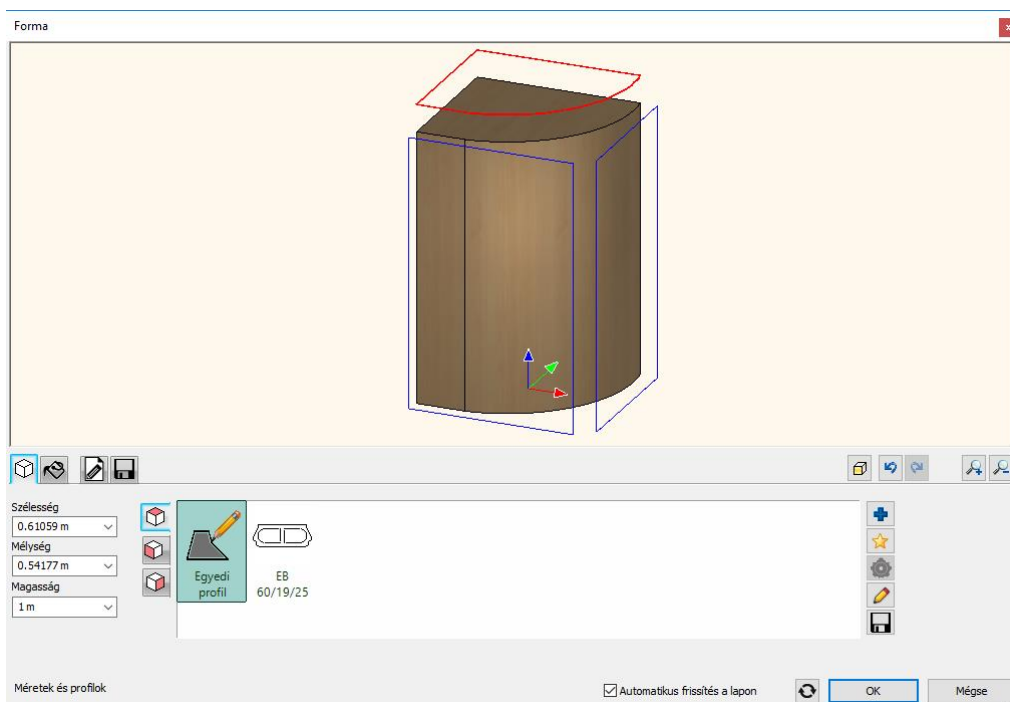 Forma
Szélesség
0.61059 m
Mélység
0.54177 m
Magasság
1 m
Egyedi
profil
EB
60/19/25
Méretek és profilok
Automatikus frissítés a lapon
OK
Mégse